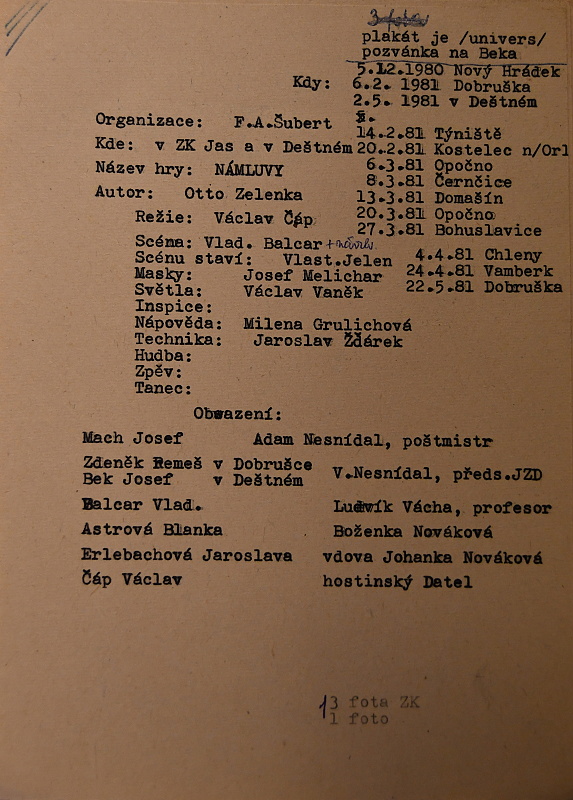 3 fota
plakát je /univers/
pozvánka na Beka
5.12.1980 Nový Hrádek
Kdy: 6.2. 1981 Dobruška
2.5. 1981 v Deštném
Organizace: F.A.Šubert
14.2.81 Týniště
Kde: v ZK Jas a v Deštném 20.2.81 Kostelec n/Orl
6.3.81 Opočno
Název hry: NÁMLUVY
8.3.81 Černčice
Autor: Otto Zelenka
13.3.81 Domašín
20.3.81 Opočno
Režie: Václav Čáp
27.3.81 Bohuslavice
Scéna: Vlad. Balcar
Scénu staví: Vlast.Jelen
4.4.81 Chleny
Masky: Josef Melichar
24.4.81 Vamberk
Světla: Václav Vaněk
22.5.81 Dobruška
Inspice:
Nápověda: Milena Grulichová
Technika: Jaroslav Žďárek
Hudba:
Zpěv:
Tanec:
Obsazení:
Mach Josef Adam Nesnídal, poštmistr
Zdeněk Remeš v Dobrušce
Bek Josef v Deštném
V.Nesnídal, předs.JZD
Balcar Vlad. Ludvík Vácha, profesor
Astrová Blanka Boženka Nováková
Erlebachová Jaroslava vdova Johanka Nováková
Čáp Václav hostinský Datel
13 fota ZK
1 foto